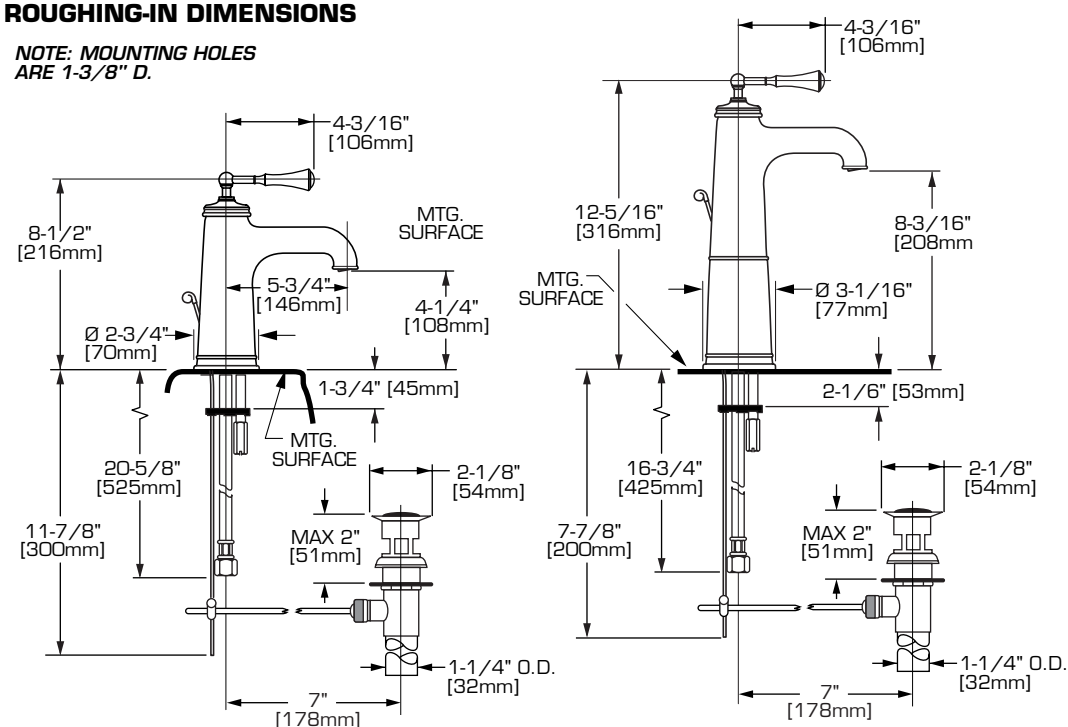 ROUGHING-IN DIMENSIONS
NOTE: MOUNTING HOLES
ARE 1-3/8" D.
4-3/16"
[106mm]
8-1/2"
[216mm]
MTG.
SURFACE
5-3/4"
[146mm]
4-1/4"
[108mm]
Ø 2-3/4"
[70mm]
1-3/4" [45mm]
MTG.
SURFACE
20-5/8"
[525mm]
11-7/8"
[300mm]
2-1/8"
[54mm]
MAX 2"
[51mm]
1-1/4" O.D.
[32mm]
7"
[178mm]
4-3/16"
[106mm]
12-5/16"
[316mm]
8-3/16"
[208mm
MTG.
SURFACE
Ø 3-1/16"
[77mm]
2-1/6" [53mm]
16-3/4"
[425mm]
7-7/8"
[200mm]
2-1/8"
[54mm]
MAX 2"
[51mm]
1-1/4" O.D.
[32mm]
7"
[178mm]